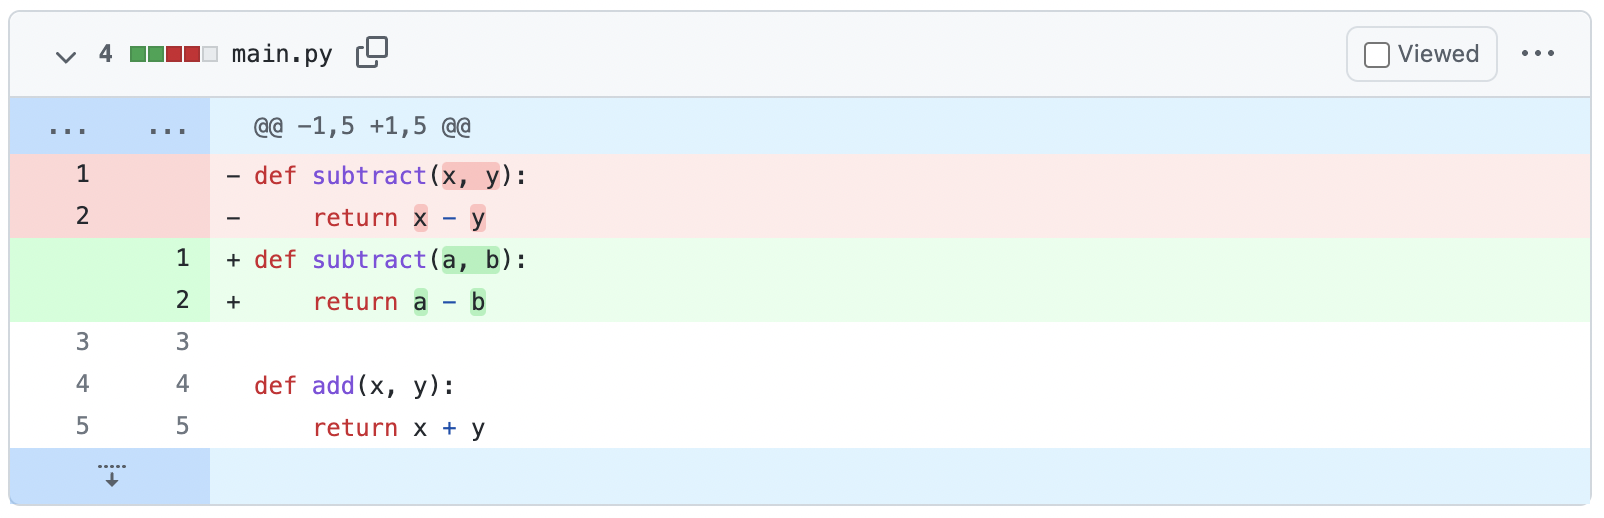 4 main.py Viewed ...
... ... @@ -1,5 +1,5 @@
1 - def subtract(x, y):
2 -     return x - y
1 + def subtract(a, b):
2 +     return a - b
3 3
4 4 def add(x, y):
5 5     return x + y